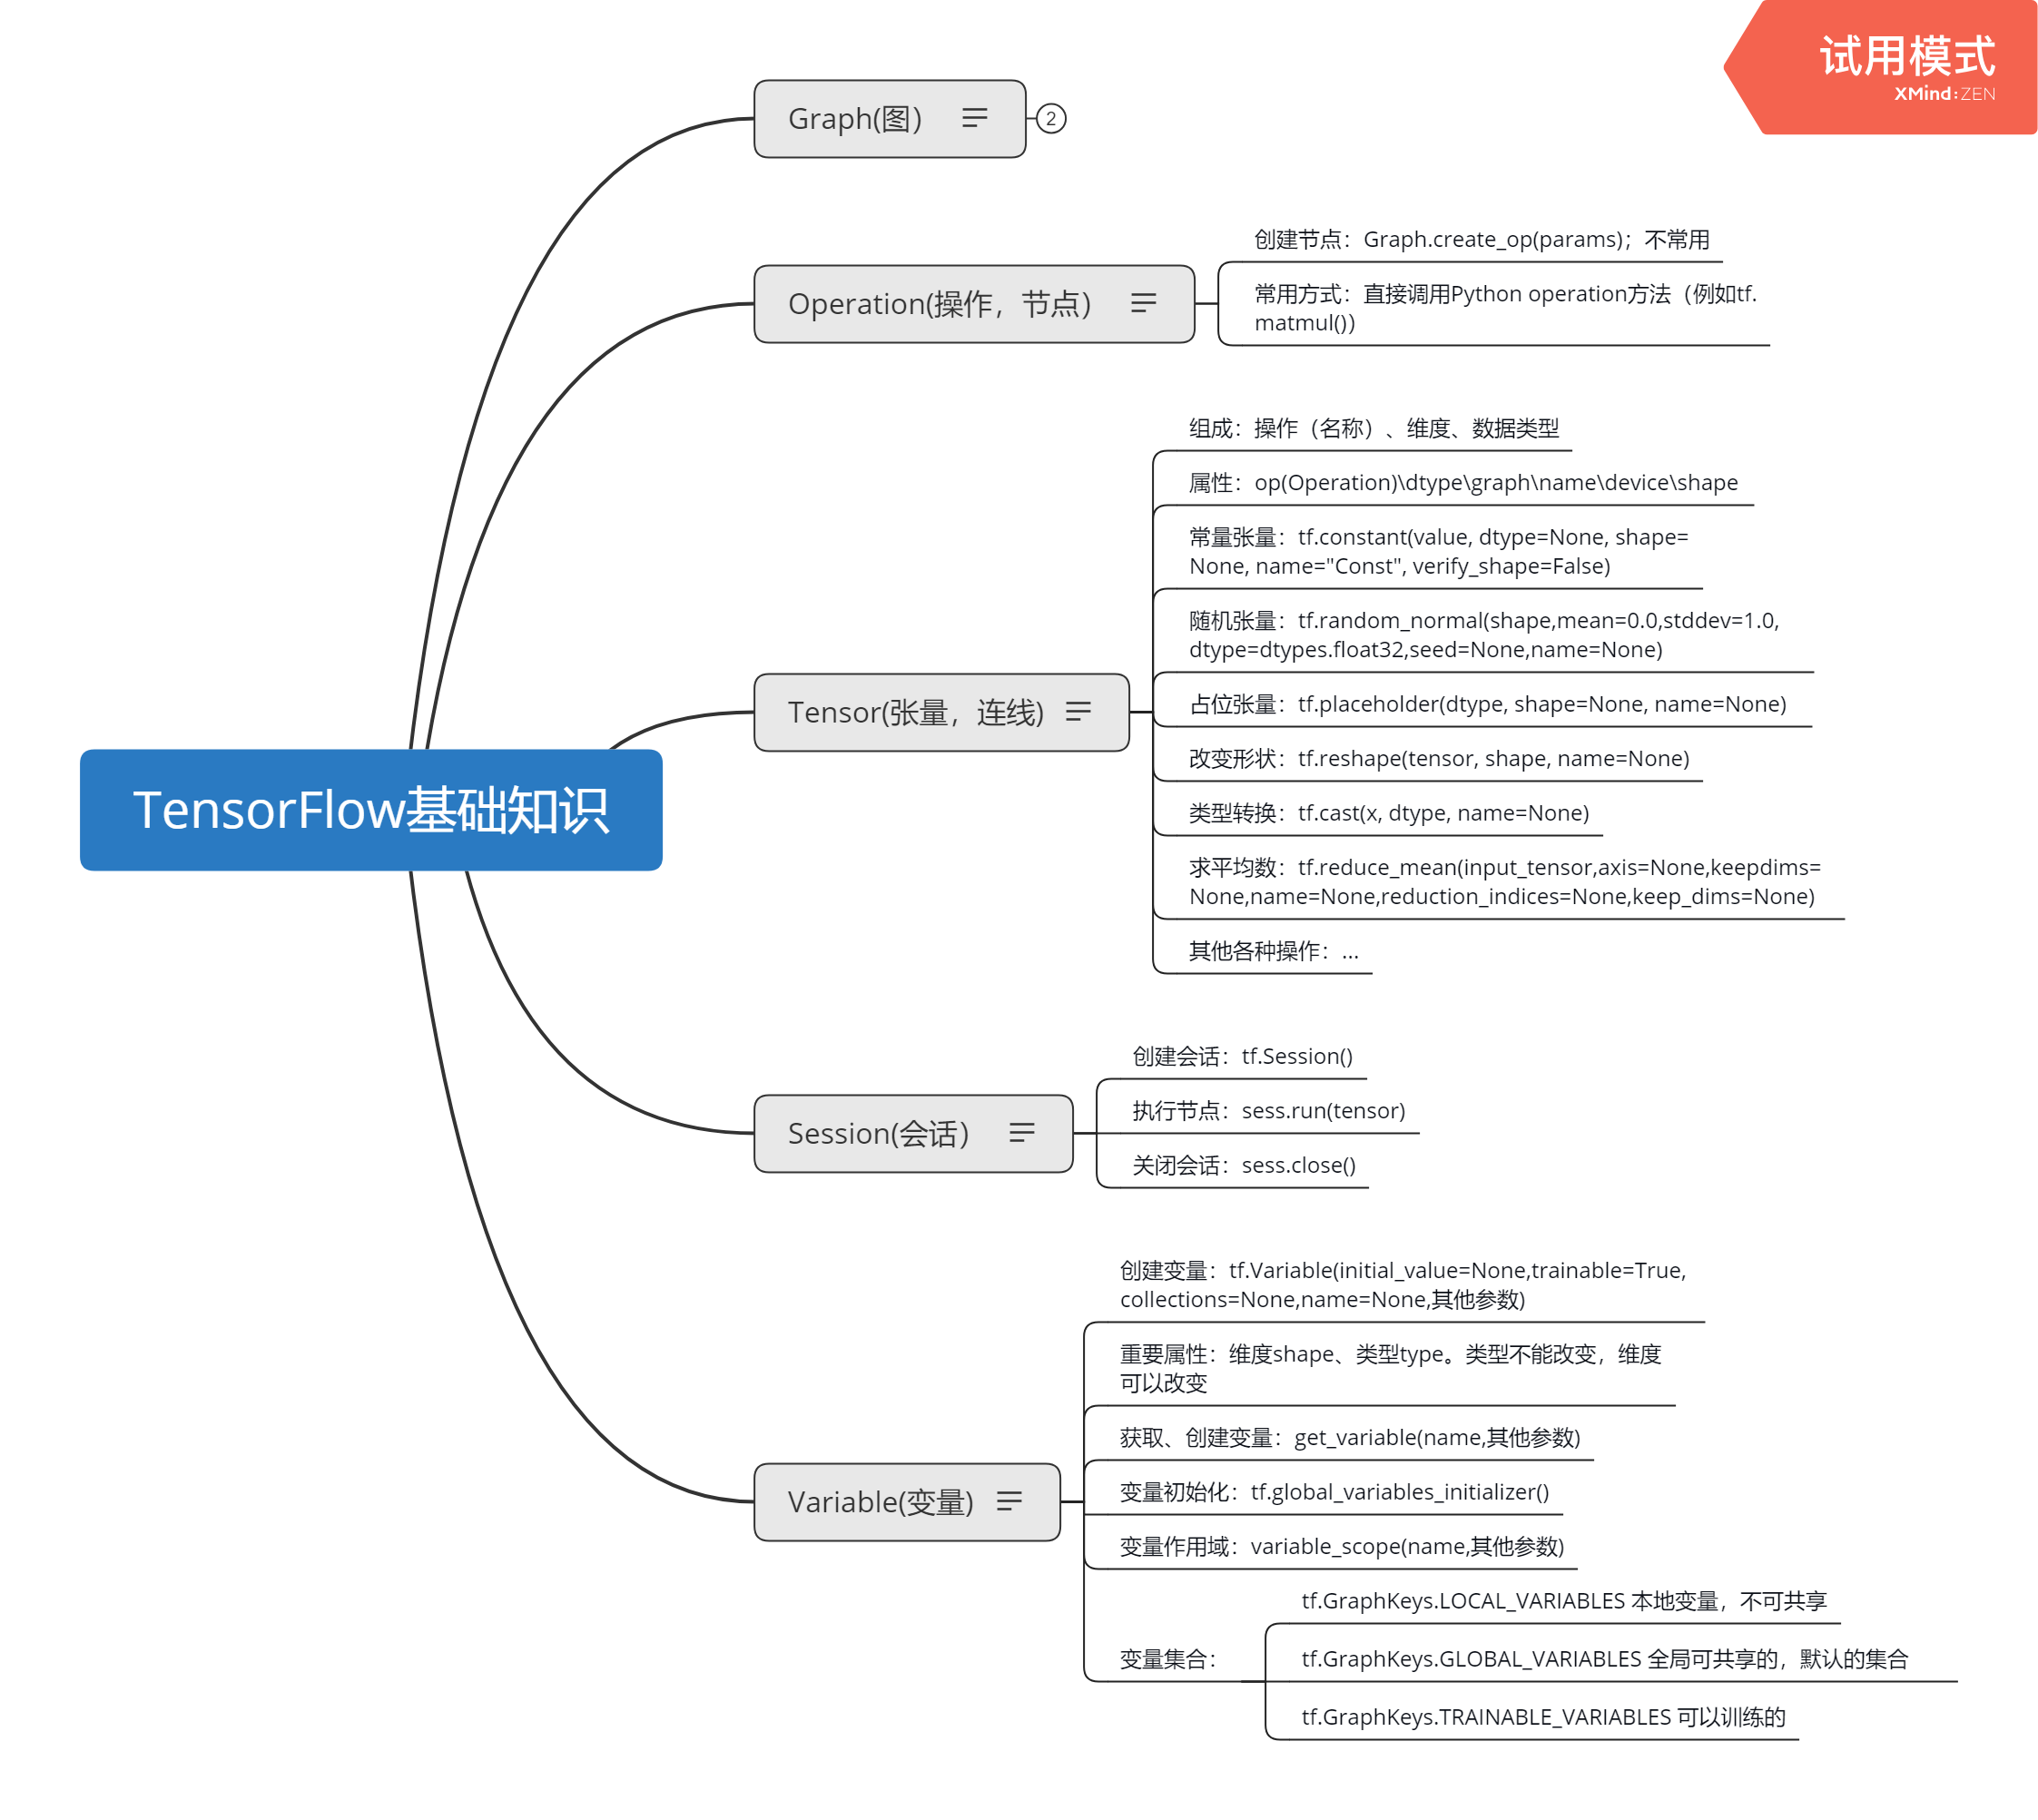 试用模式
XMind:ZEN
Graph(图)
2
Operation(操作，节点)
创建节点：Graph.create_op(params)；不常用
常用方式：直接调用Python operation方法（例如tf.
matmul()）
Tensor(张量，连线)
组成：操作（名称）、维度、数据类型
属性：op(Operation)\dtype\graph\name\device\shape
常量张量：tf.constant(value, dtype=None, shape=
None, name="Const", verify_shape=False)
随机张量：tf.random_normal(shape,mean=0.0,stddev=1.0,
dtype=dtypes.float32,seed=None,name=None)
占位张量：tf.placeholder(dtype, shape=None, name=None)
改变形状：tf.reshape(tensor, shape, name=None)
类型转换：tf.cast(x, dtype, name=None)
求平均数：tf.reduce_mean(input_tensor,axis=None,keepdims=
None,name=None,reduction_indices=None,keep_dims=None)
其他各种操作：...
TensorFlow基础知识
Session(会话）
创建会话：tf.Session()
执行节点：sess.run(tensor)
关闭会话：sess.close()
Variable(变量)
创建变量：tf.Variable(initial_value=None,trainable=True,
collections=None,name=None,其他参数)
重要属性：维度shape、类型type。类型不能改变，维度
可以改变
获取、创建变量：get_variable(name,其他参数)
变量初始化：tf.global_variables_initializer()
变量作用域：variable_scope(name,其他参数)
变量集合：
tf.GraphKeys.LOCAL_VARIABLES 本地变量，不可共享
tf.GraphKeys.GLOBAL_VARIABLES 全局可共享的，默认的集合
tf.GraphKeys.TRAINABLE_VARIABLES 可以训练的